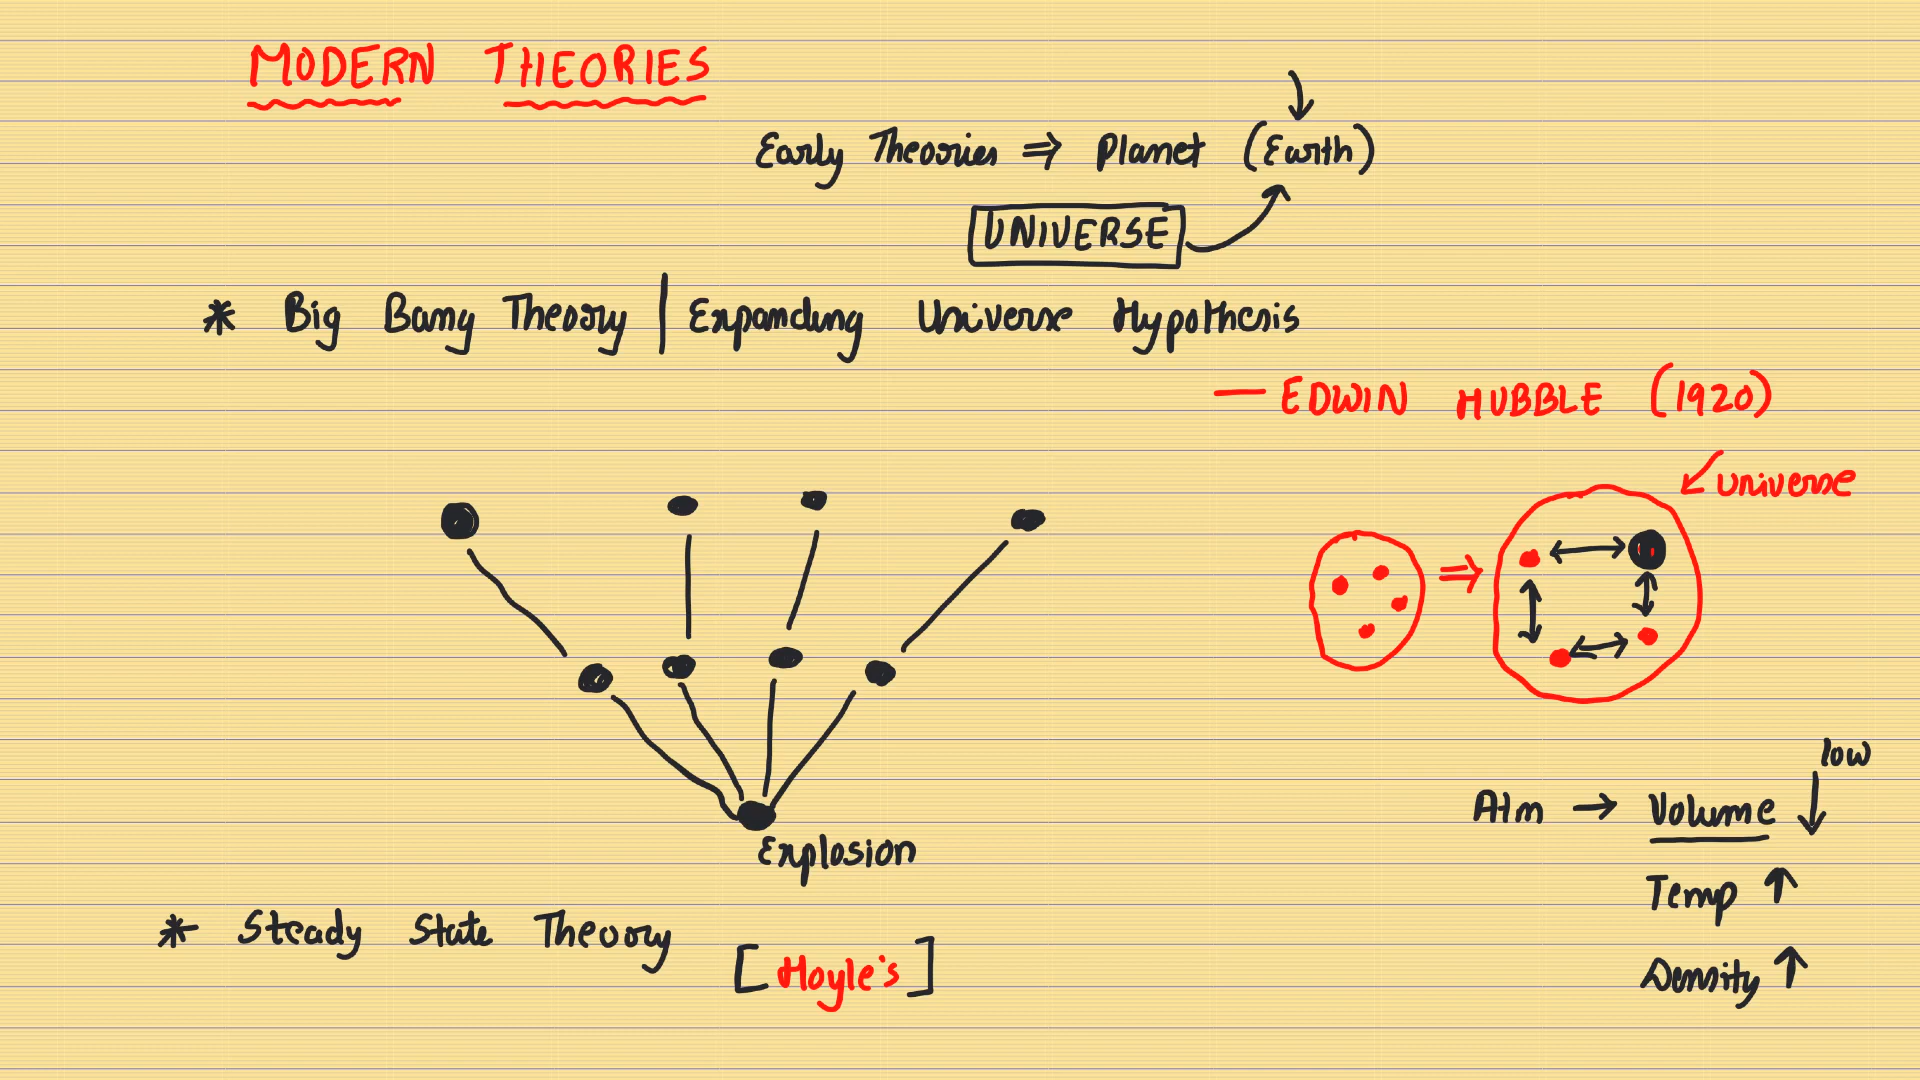 MODERN THEORIES
Early Theories ⇒ Planet (Earth)
UNIVERSE
* Big Bang Theory | Expanding Universe Hypothesis
— EDWIN HUBBLE (1920)
universe
Explosion
low
Atm → Volume ↓
Temp ↑
Density ↑
* Steady State Theory [Hoyle's]